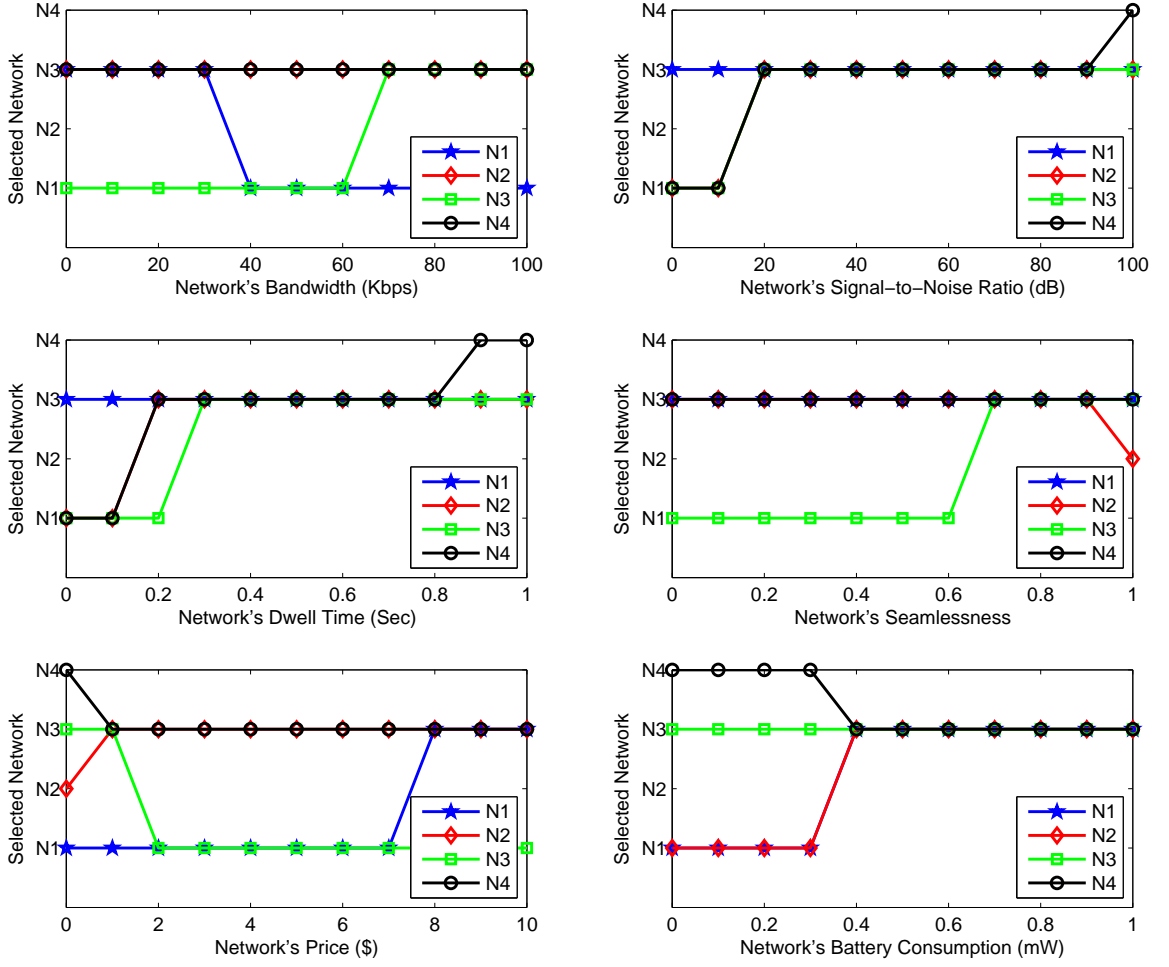 Selected Network
N4
N3
N2
N1
0 20 40 60 80 100
Network's Bandwidth (Kbps)
N1
N2
N3
N4
Selected Network
N4
N3
N2
N1
0 20 40 60 80 100
Network's Signal−to−Noise Ratio (dB)
N1
N2
N3
N4
Selected Network
N4
N3
N2
N1
0 0.2 0.4 0.6 0.8 1
Network's Dwell Time (Sec)
N1
N2
N3
N4
Selected Network
N4
N3
N2
N1
0 0.2 0.4 0.6 0.8 1
Network's Seamlessness
N1
N2
N3
N4
Selected Network
N4
N3
N2
N1
0 2 4 6 8 10
Network's Price ($)
N1
N2
N3
N4
Selected Network
N4
N3
N2
N1
0 0.2 0.4 0.6 0.8 1
Network's Battery Consumption (mW)
N1
N2
N3
N4